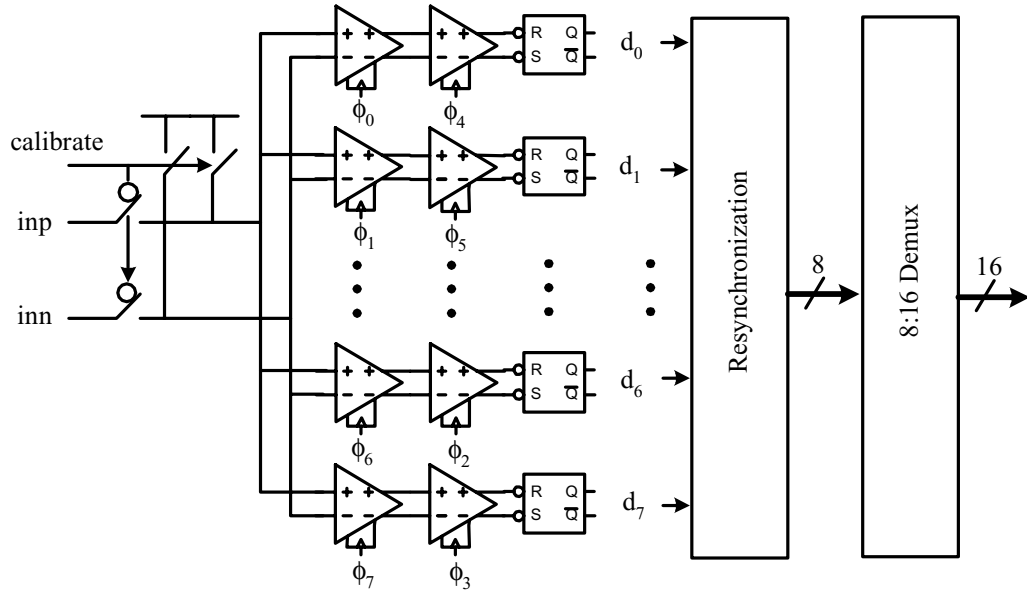 R Q
S Q̅
d₀
ϕ₀ ϕ₄
calibrate
R Q
S Q̅
d₁
inp
ϕ₁ ϕ₅
inn
Resynchronization
8
8:16 Demux
16
R Q
S Q̅
d₆
ϕ₆ ϕ₂
R Q
S Q̅
d₇
ϕ₇ ϕ₃